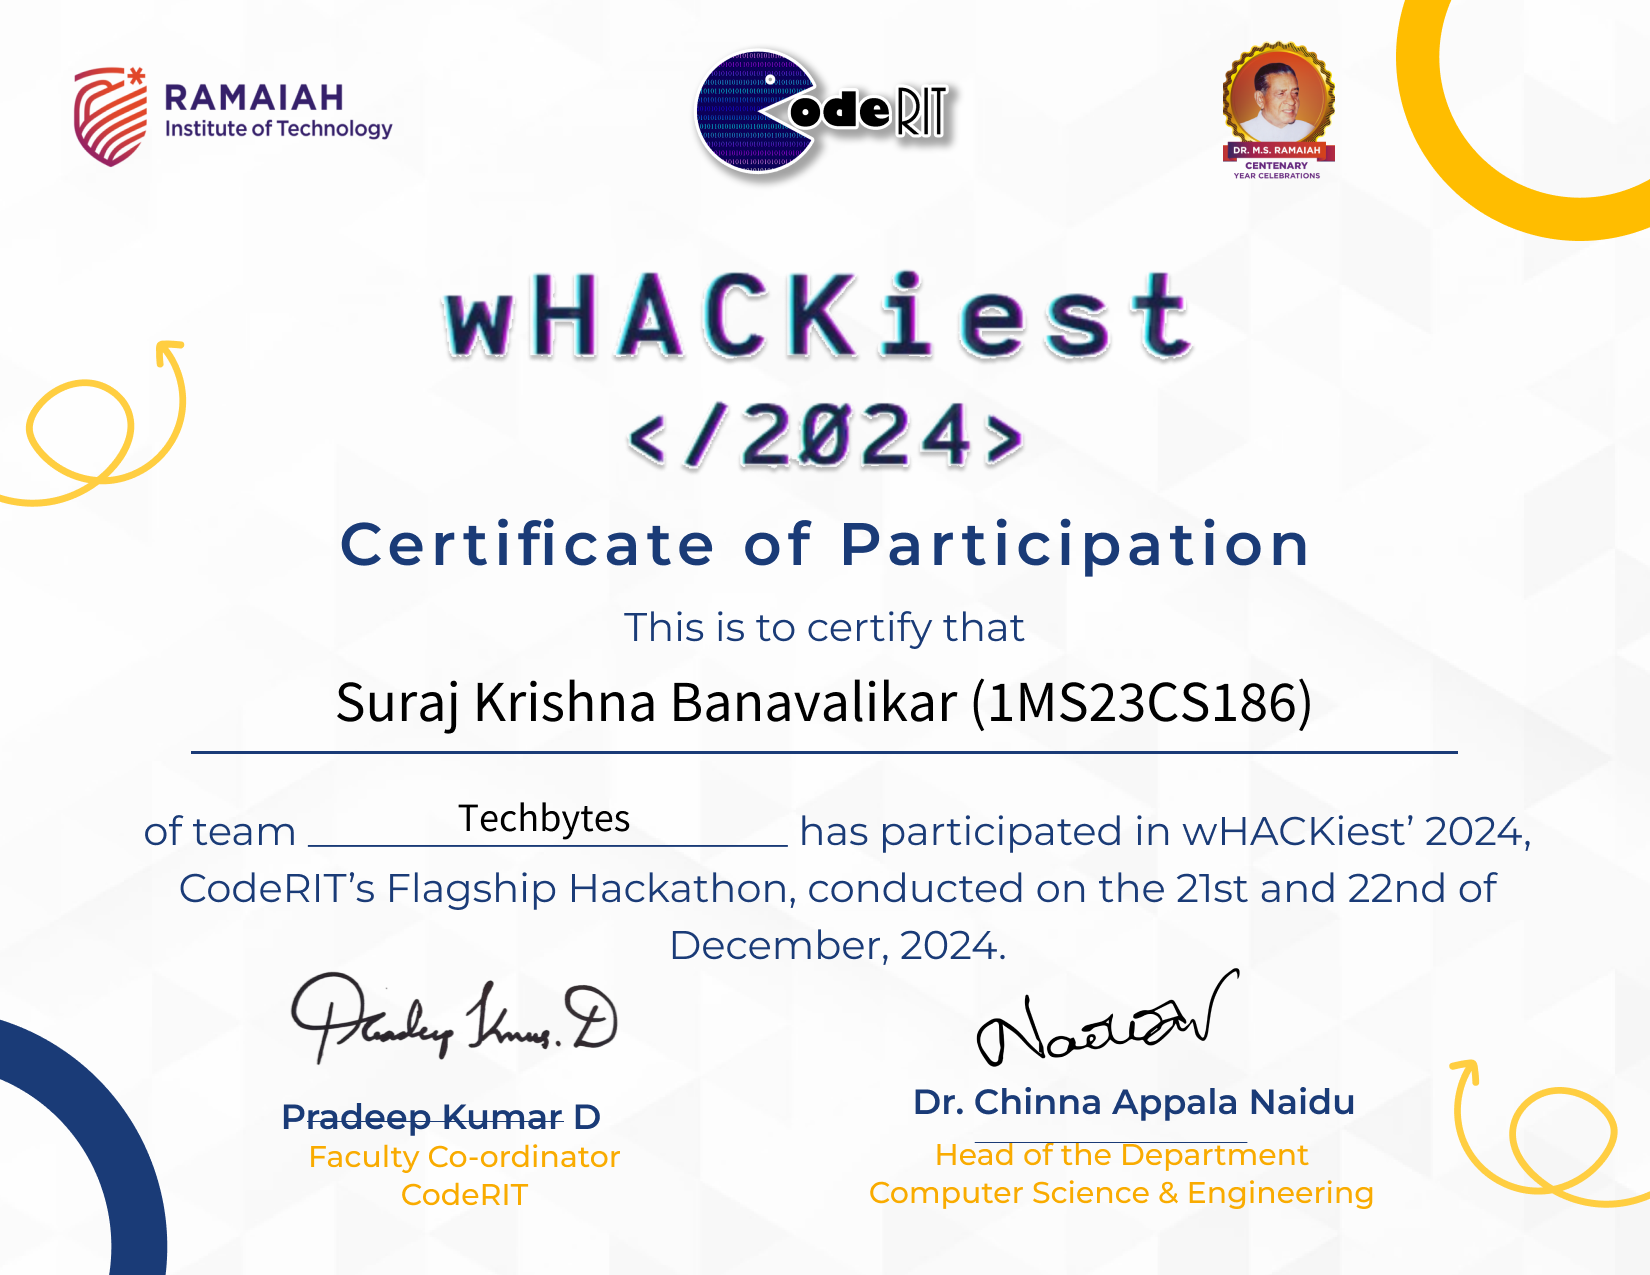 RAMAIAH
Institute of Technology
CodeRIT
DR. M.S. RAMAIAH
CENTENARY
YEAR CELEBRATIONS
wHACKiest
</2024>
Certificate of Participation
This is to certify that
Suraj Krishna Banavalikar (1MS23CS186)
of team Techbytes has participated in wHACKiest’ 2024,
CodeRIT’s Flagship Hackathon, conducted on the 21st and 22nd of
December, 2024.
Pradeep Kumar D
Pradeep Kumar D
Faculty Co-ordinator
CodeRIT
Dr. Chinna Appala Naidu
Head of the Department
Computer Science & Engineering